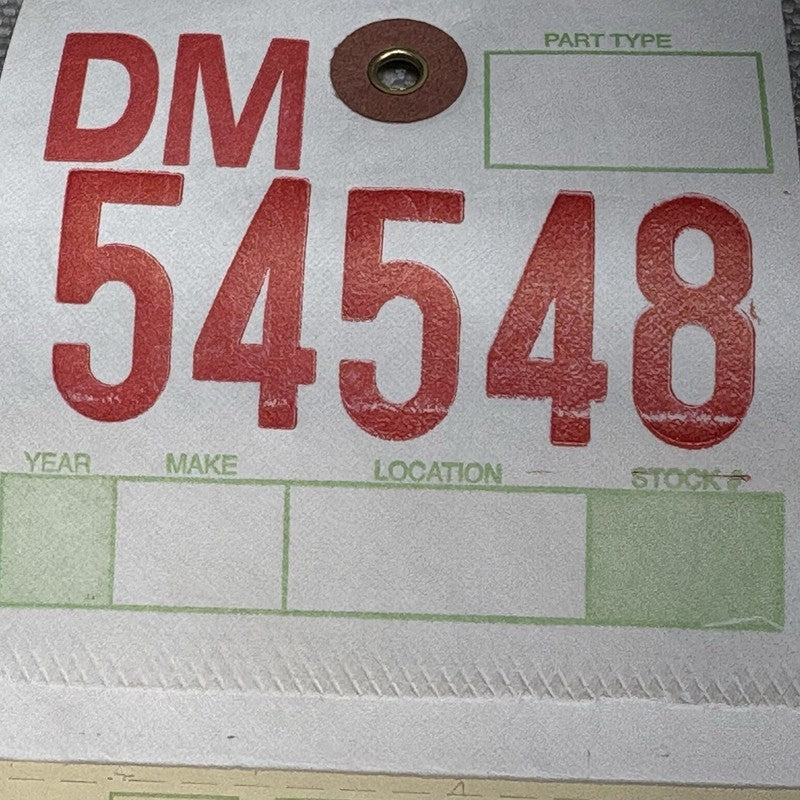 DM
PART TYPE
54548
YEAR MAKE LOCATION STOCK #